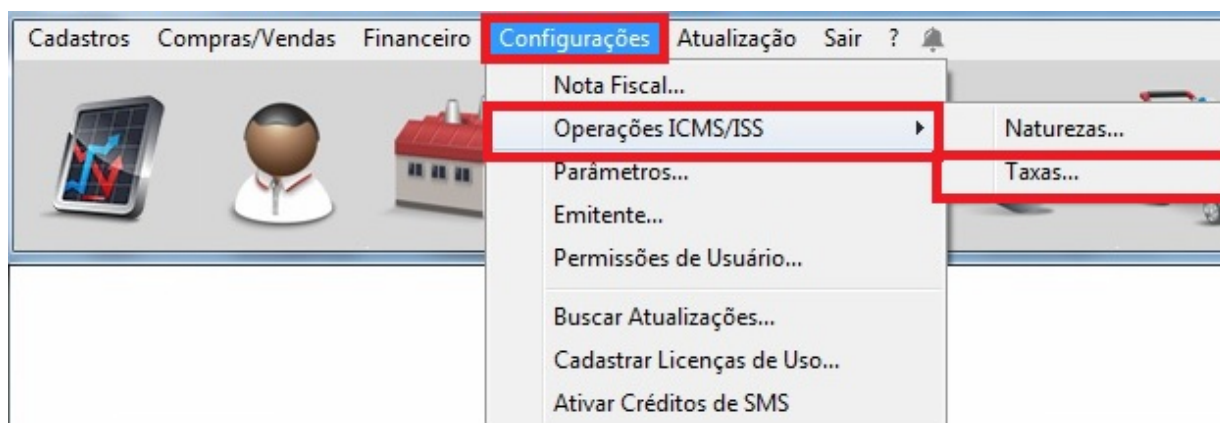 Cadastros Compras/Vendas Financeiro Configurações Atualização Sair ?
Nota Fiscal...
Operações ICMS/ISS
Naturezas...
Parâmetros...
Taxas...
Emitente...
Permissões de Usuário...
Buscar Atualizações...
Cadastrar Licenças de Uso...
Ativar Créditos de SMS